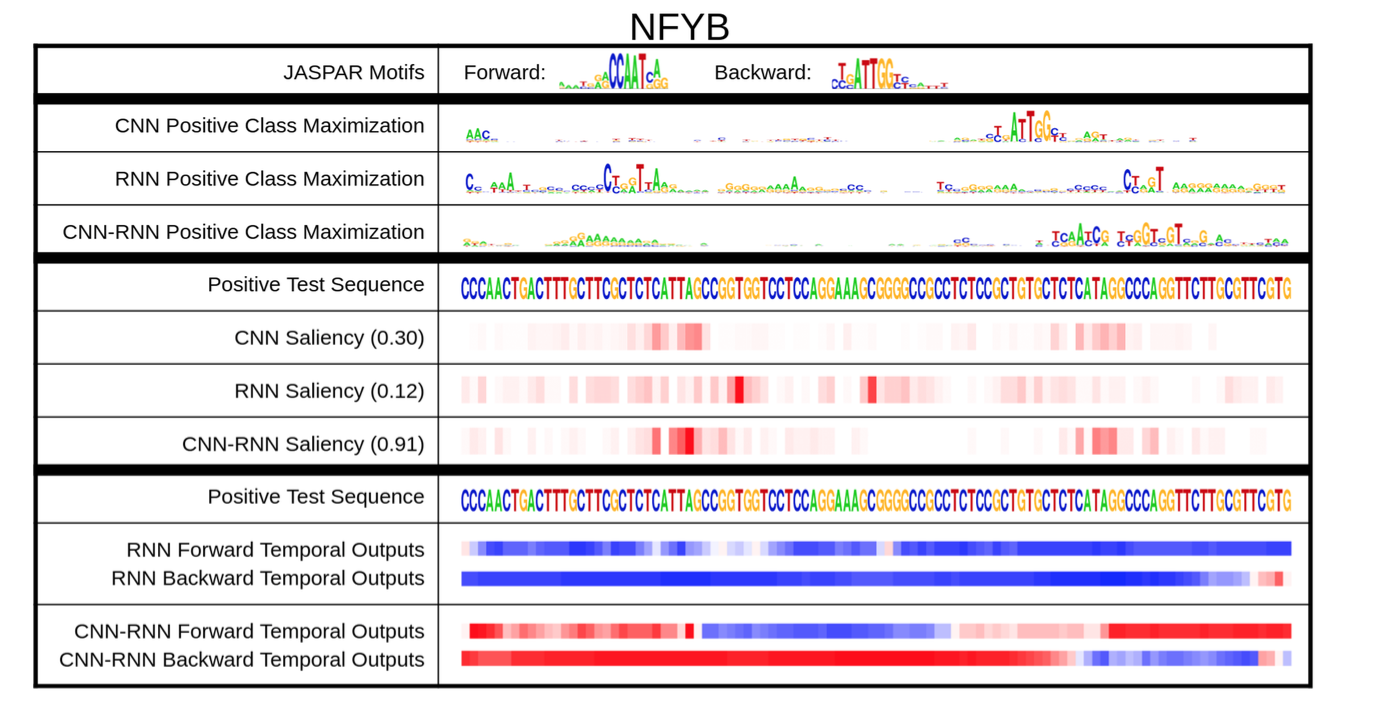 NFYB
JASPAR Motifs Forward: CCAAT Backward: ATTGG
CNN Positive Class Maximization
RNN Positive Class Maximization
CNN-RNN Positive Class Maximization
Positive Test Sequence CCCAACTGACTTTGCTTCGCTCTCATTAGCCGGTGGTCCTCCAGGAAAGCGGGGCCGCCTCTCCGCTGTGCTCTCATAGGCCCAGGTTCTTGCGTTCGTG
CNN Saliency (0.30)
RNN Saliency (0.12)
CNN-RNN Saliency (0.91)
Positive Test Sequence CCCAACTGACTTTGCTTCGCTCTCATTAGCCGGTGGTCCTCCAGGAAAGCGGGGCCGCCTCTCCGCTGTGCTCTCATAGGCCCAGGTTCTTGCGTTCGTG
RNN Forward Temporal Outputs
RNN Backward Temporal Outputs
CNN-RNN Forward Temporal Outputs
CNN-RNN Backward Temporal Outputs